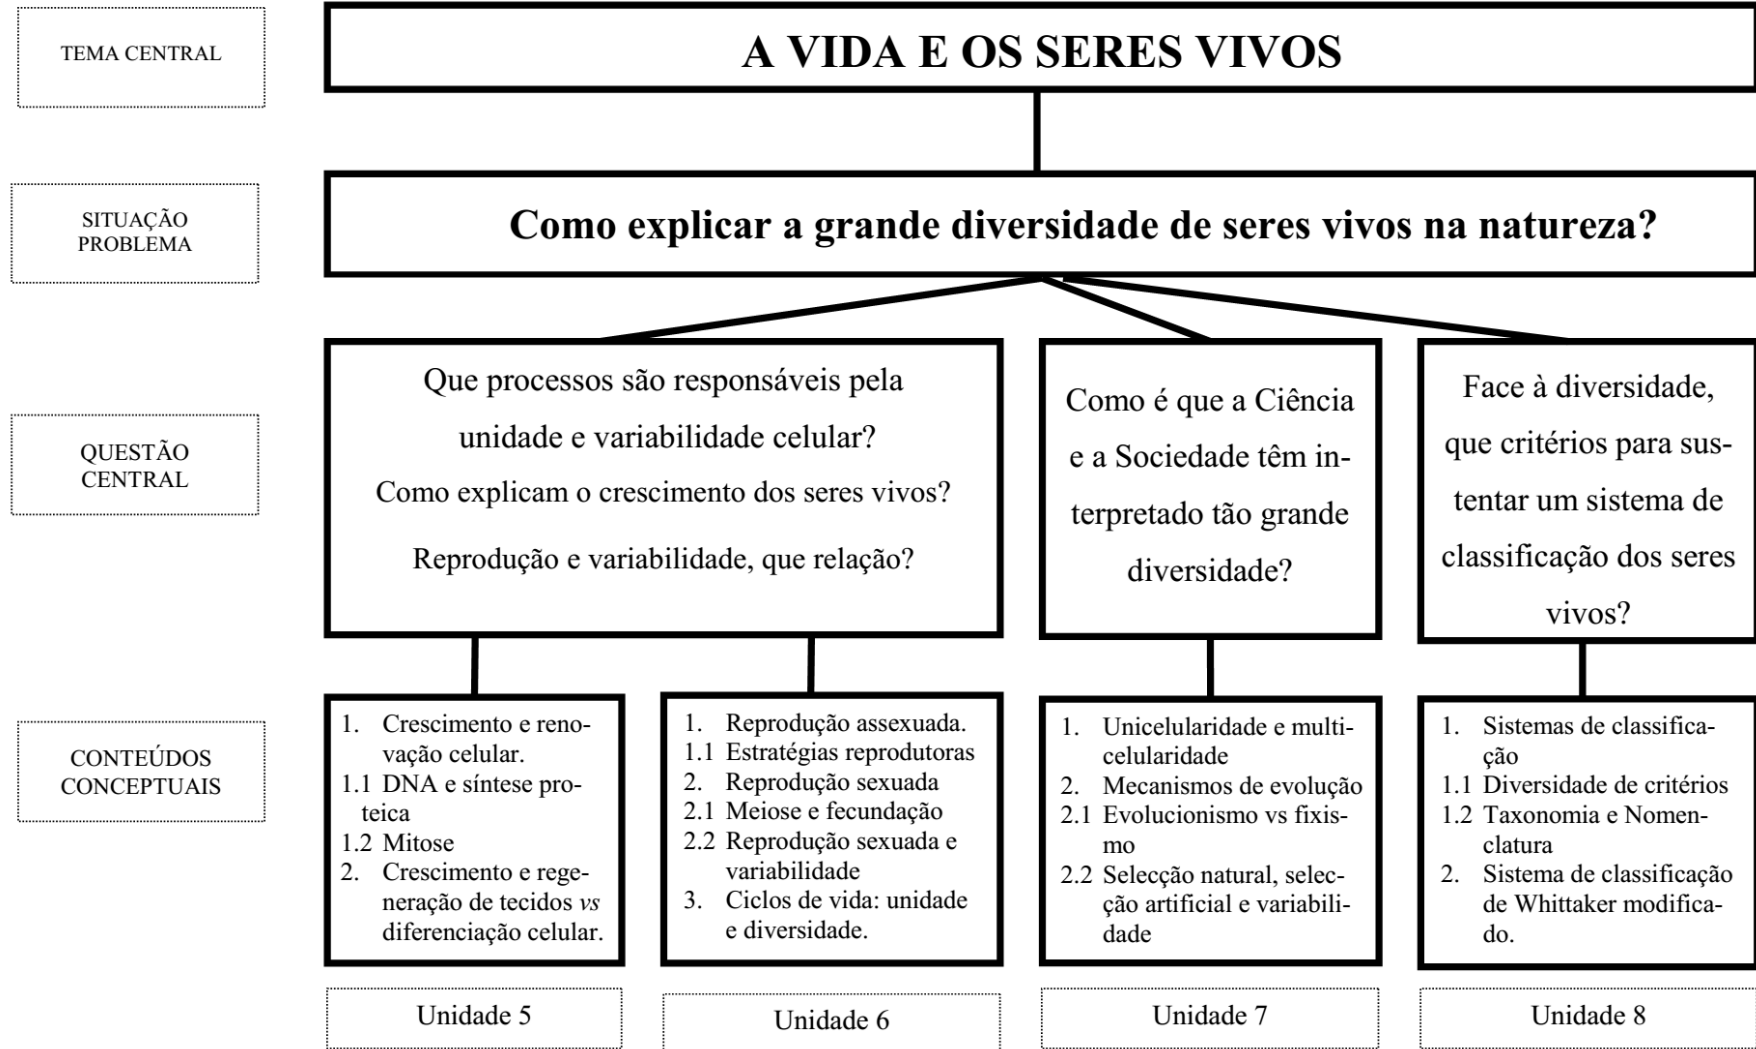 TEMA CENTRAL
A VIDA E OS SERES VIVOS
SITUAÇÃO
PROBLEMA
Como explicar a grande diversidade de seres vivos na natureza?
QUESTÃO
CENTRAL
Que processos são responsáveis pela
unidade e variabilidade celular?
Como explicam o crescimento dos seres vivos?
Reprodução e variabilidade, que relação?
Como é que a Ciência
e a Sociedade têm in-
terpretado tão grande
diversidade?
Face à diversidade,
que critérios para sus-
tentar um sistema de
classificação dos seres
vivos?
CONTEÚDOS
CONCEPTUAIS
1. Crescimento e reno-
vação celular.
1.1 DNA e síntese pro-
teica
1.2 Mitose
2. Crescimento e rege-
neração de tecidos vs
diferenciação celular.
1. Reprodução assexuada.
1.1 Estratégias reprodutoras
2. Reprodução sexuada
2.1 Meiose e fecundação
2.2 Reprodução sexuada e
variabilidade
3. Ciclos de vida: unidade
e diversidade.
1. Unicelularidade e multi-
celularidade
2. Mecanismos de evolução
2.1 Evolucionismo vs fixis-
mo
2.2 Selecção natural, selec-
ção artificial e variabili-
dade
1. Sistemas de classifica-
ção
1.1 Diversidade de critérios
1.2 Taxonomia e Nomen-
clatura
2. Sistema de classificação
de Whittaker modifica-
do.
Unidade 5
Unidade 6
Unidade 7
Unidade 8